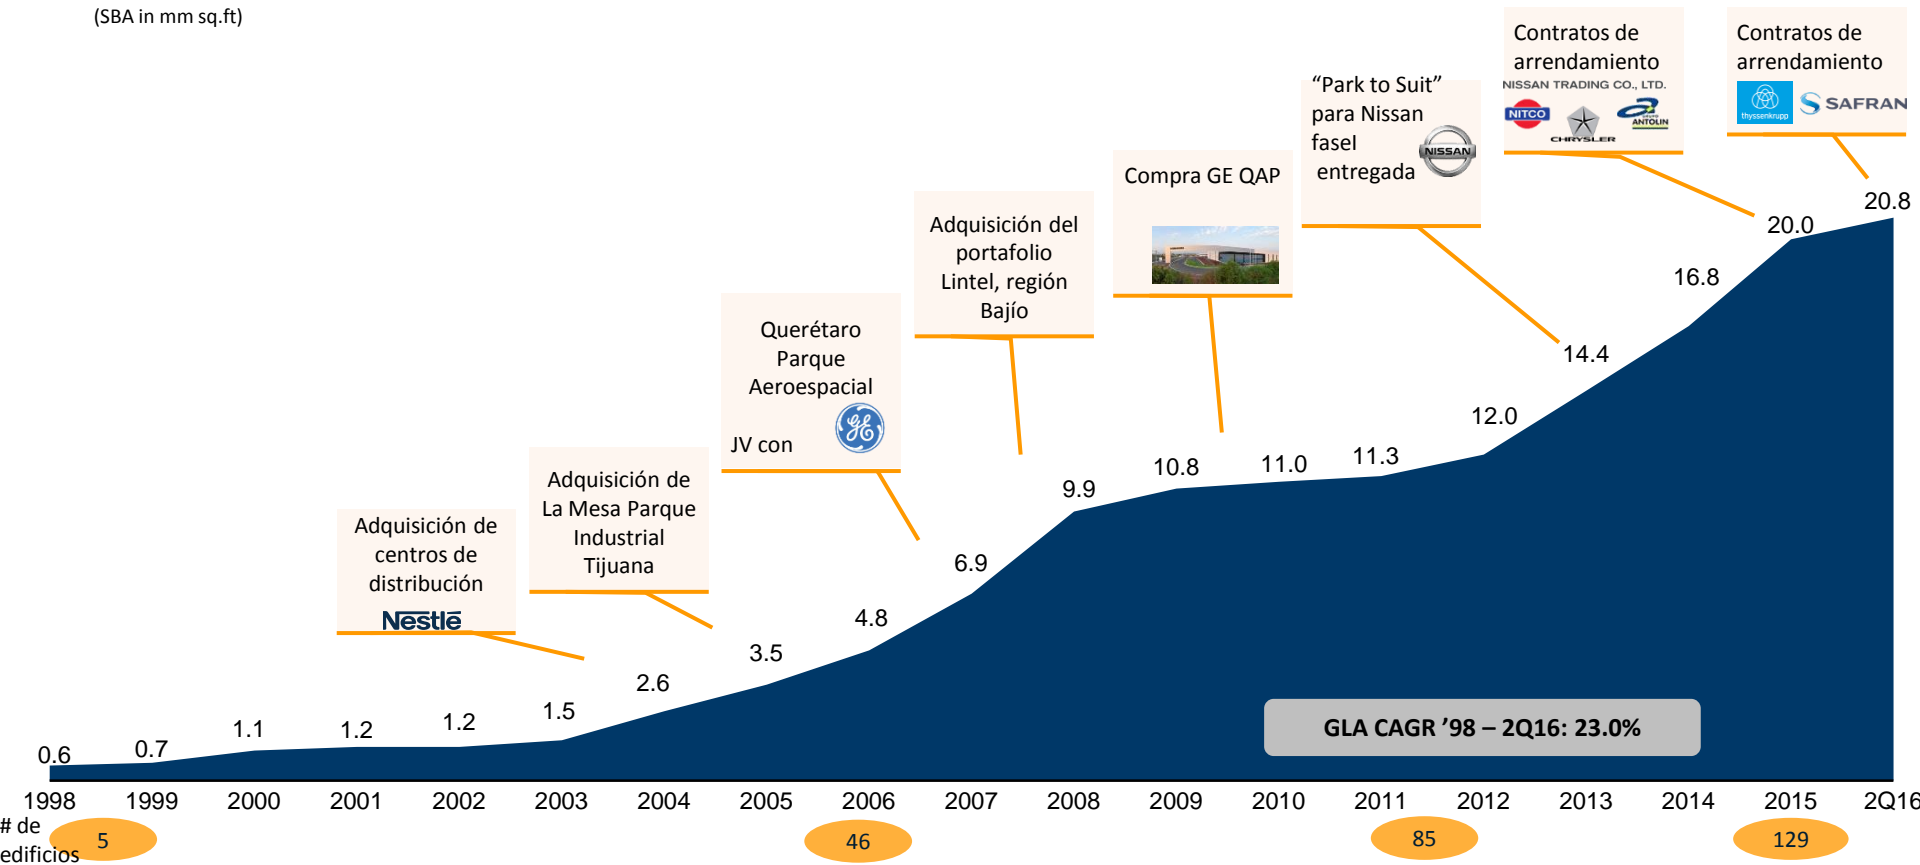 (SBA in mm sq.ft)
Contratos de
arrendamiento
NISSAN TRADING CO., LTD.
NITCO
CHRYSLER
GRUPO
ANTOLIN
Contratos de
arrendamiento
thyssenkrupp
SAFRAN
“Park to Suit”
para Nissan
faseI
entregada
NISSAN
Compra GE QAP
Adquisición del
portafolio
Lintel, región
Bajío
Querétaro
Parque
Aeroespacial
JV con
GE
Adquisición de
La Mesa Parque
Industrial
Tijuana
Adquisición de
centros de
distribución
Nestlé
0.6
0.7
1.1
1.2
1.2
1.5
2.6
3.5
4.8
6.9
9.9
10.8
11.0
11.3
12.0
14.4
16.8
20.0
20.8
GLA CAGR ’98 – 2Q16: 23.0%
1998 1999 2000 2001 2002 2003 2004 2005 2006 2007 2008 2009 2010 2011 2012 2013 2014 2015 2Q16
# de
edificios
5
46
85
129